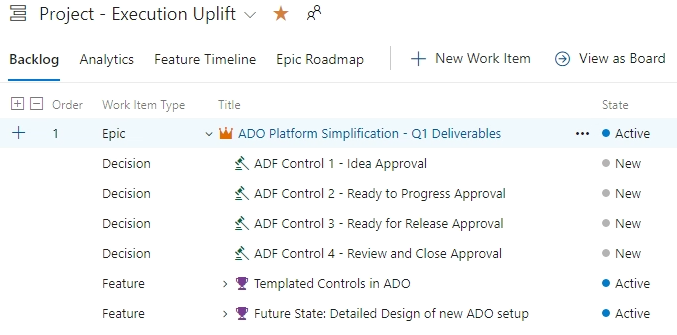 Project - Execution Uplift
Backlog Analytics Feature Timeline Epic Roadmap New Work Item View as Board
Order Work Item Type Title State
1 Epic ADO Platform Simplification - Q1 Deliverables Active
Decision ADF Control 1 - Idea Approval New
Decision ADF Control 2 - Ready to Progress Approval New
Decision ADF Control 3 - Ready for Release Approval New
Decision ADF Control 4 - Review and Close Approval New
Feature Templated Controls in ADO Active
Feature Future State: Detailed Design of new ADO setup Active